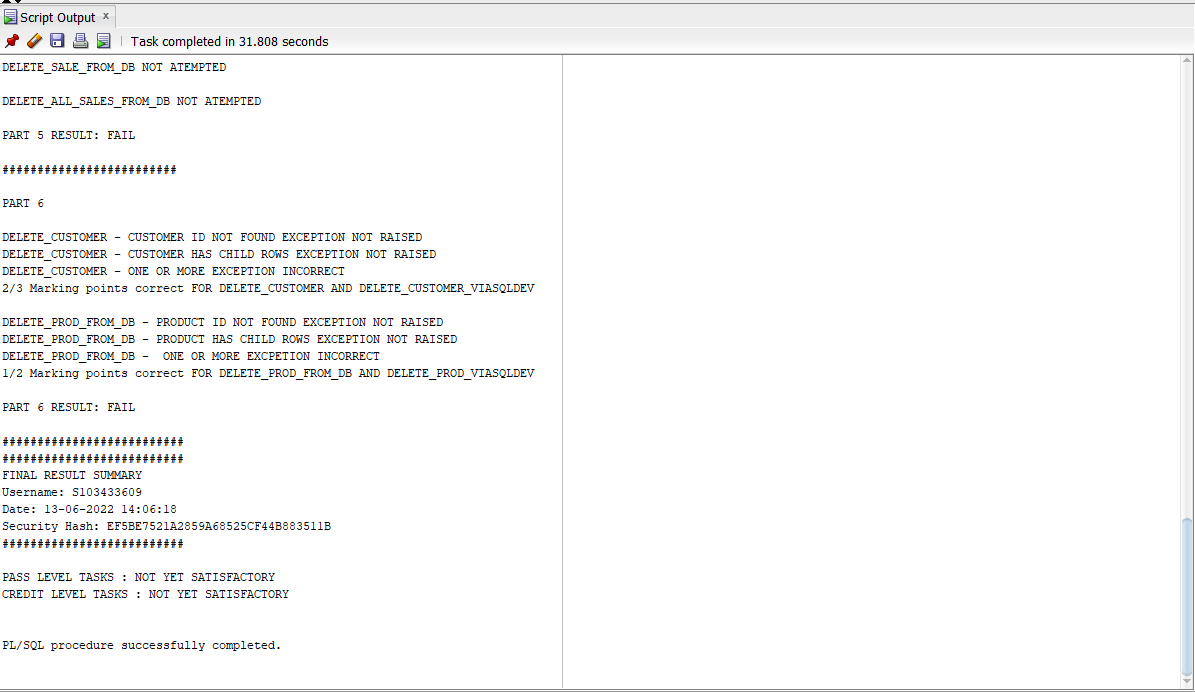 Script Output x
Task completed in 31.808 seconds
DELETE_SALE_FROM_DB NOT ATEMPTED
DELETE_ALL_SALES_FROM_DB NOT ATEMPTED
PART 5 RESULT: FAIL
#########################
PART 6
DELETE_CUSTOMER - CUSTOMER ID NOT FOUND EXCEPTION NOT RAISED
DELETE_CUSTOMER - CUSTOMER HAS CHILD ROWS EXCEPTION NOT RAISED
DELETE_CUSTOMER - ONE OR MORE EXCEPTION INCORRECT
2/3 Marking points correct FOR DELETE_CUSTOMER AND DELETE_CUSTOMER_VIASQLDEV
DELETE_PROD_FROM_DB - PRODUCT ID NOT FOUND EXCEPTION NOT RAISED
DELETE_PROD_FROM_DB - PRODUCT HAS CHILD ROWS EXCEPTION NOT RAISED
DELETE_PROD_FROM_DB -  ONE OR MORE EXCPETION INCORRECT
1/2 Marking points correct FOR DELETE_PROD_FROM_DB AND DELETE_PROD_VIASQLDEV
PART 6 RESULT: FAIL
##########################
##########################
FINAL RESULT SUMMARY
Username: S103433609
Date: 13-06-2022 14:06:18
Security Hash: EF5BE7521A2859A68525CF44B883511B
##########################
PASS LEVEL TASKS : NOT YET SATISFACTORY
CREDIT LEVEL TASKS : NOT YET SATISFACTORY
PL/SQL procedure successfully completed.